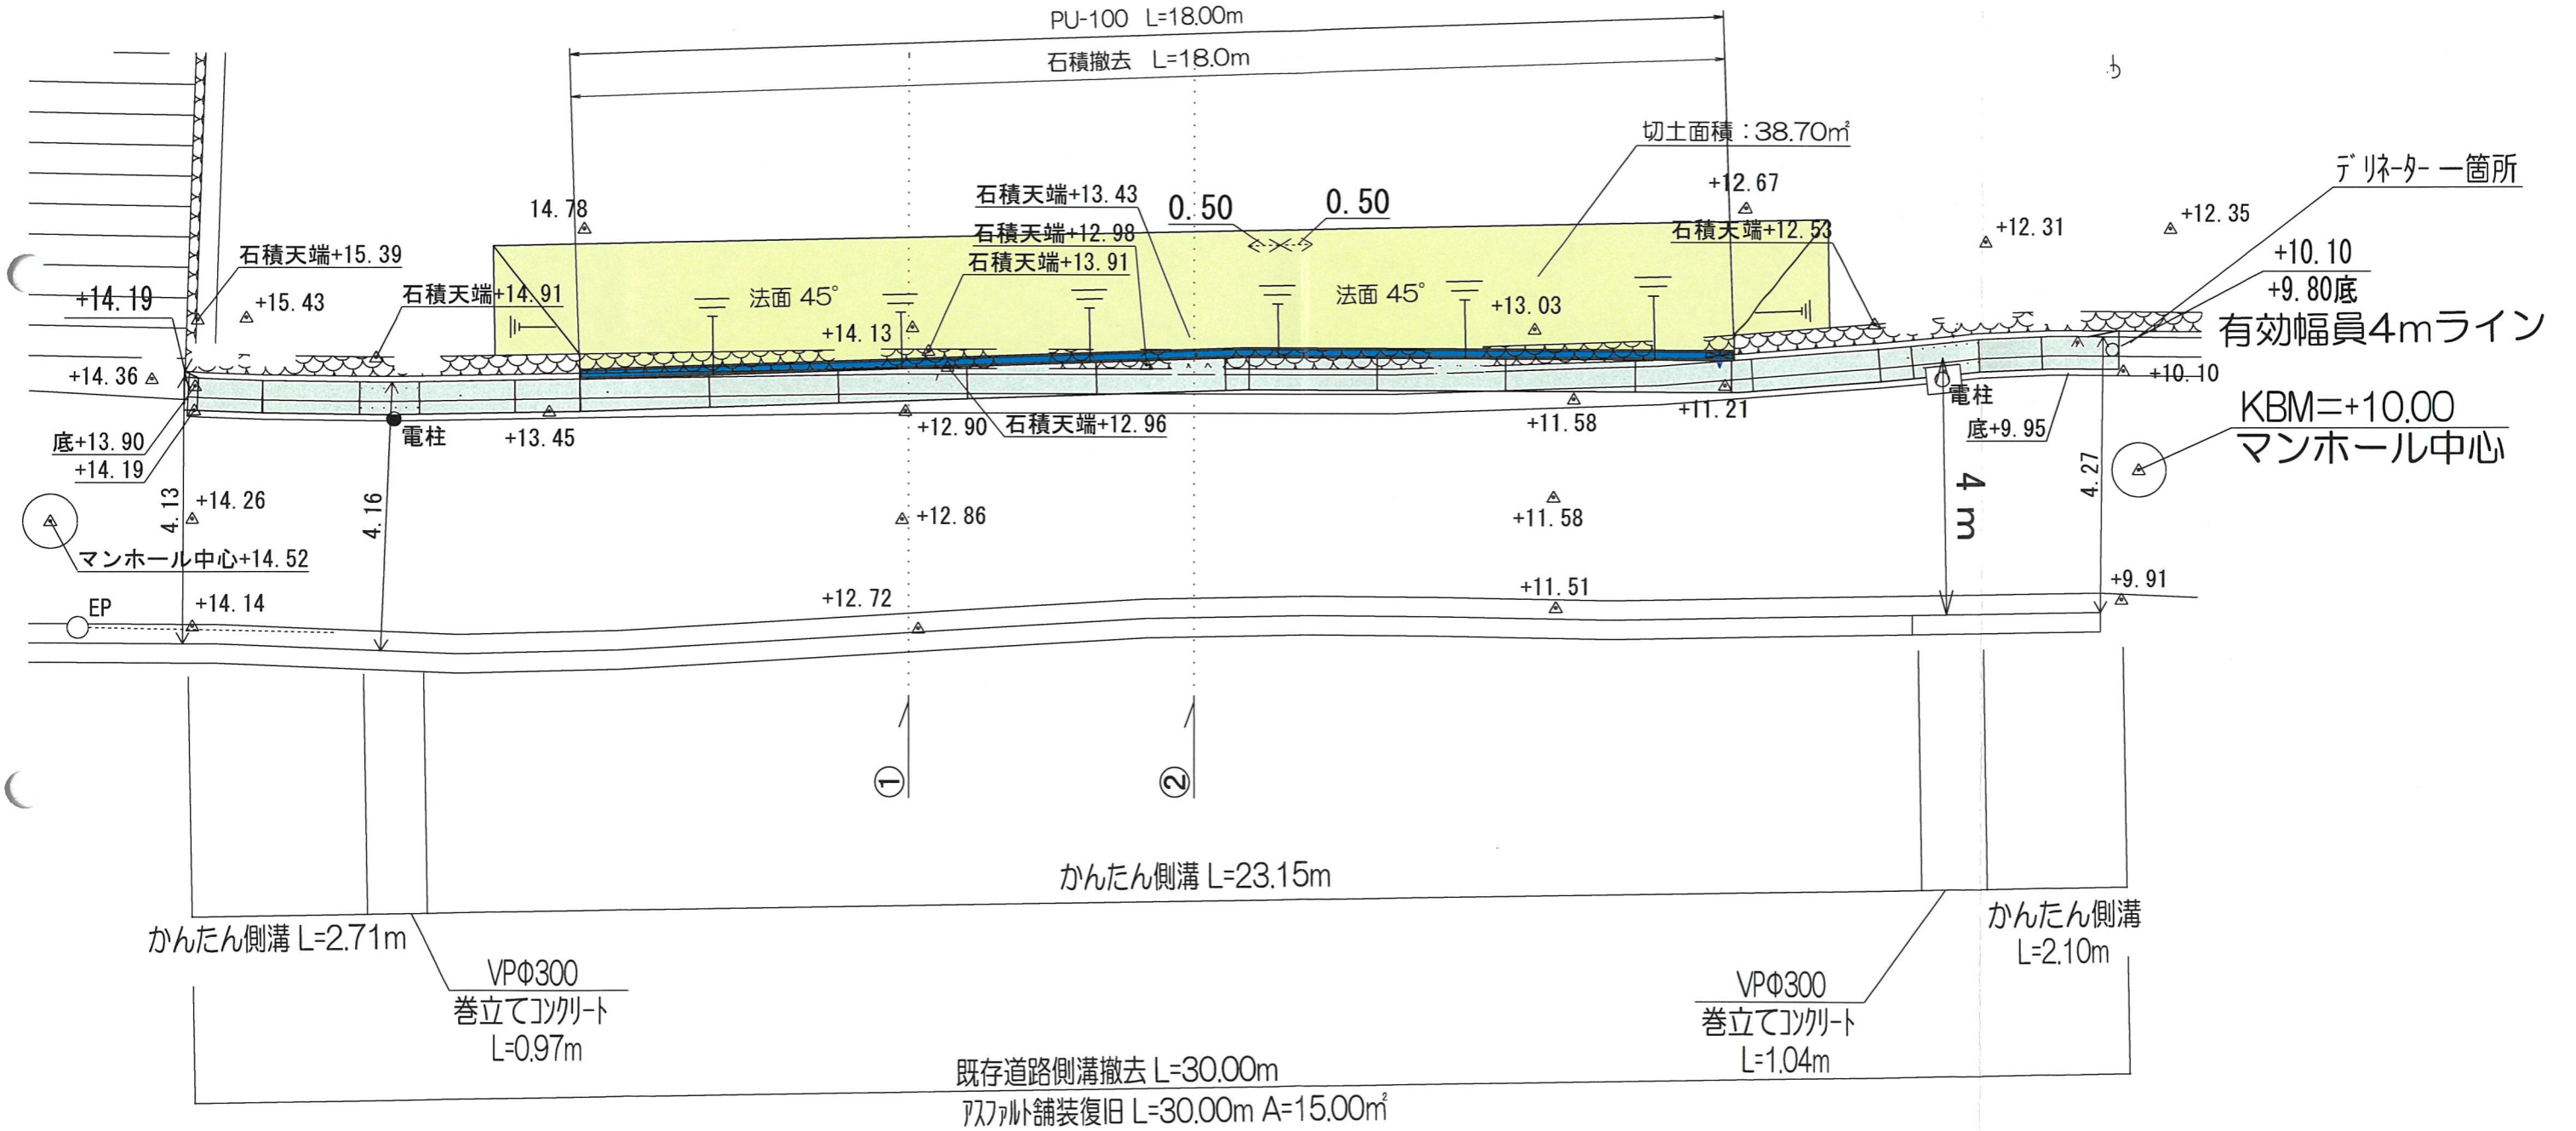 PU-100 L=18.00m
石積撤去 L=18.0m
切土面積：38.70㎡
デリネーター 一箇所
+12.67
石積天端+13.43
0.50
0.50
14.78
石積天端+12.98
石積天端+12.53
+12.31
+12.35
石積天端+15.39
石積天端+13.91
+10.10
+9.80底
+14.19
+15.43
石積天端+14.91
法面 45°
法面 45°
+13.03
+14.13
有効幅員4mライン
+14.36
+10.10
電柱
KBM=+10.00
マンホール中心
底+13.90
+14.19
電柱
+13.45
+12.90
石積天端+12.96
+11.58
+11.21
底+9.95
4.13
+14.26
4.16
+12.86
+11.58
4m
4.27
マンホール中心+14.52
EP
+14.14
+12.72
+11.51
+9.91
①
②
かんたん側溝 L=23.15m
かんたん側溝 L=2.71m
かんたん側溝
L=2.10m
VPΦ300
巻立てコンクリート
L=0.97m
VPΦ300
巻立てコンクリート
L=1.04m
既存道路側溝撤去 L=30.00m
アスファルト舗装復旧 L=30.00m A=15.00㎡